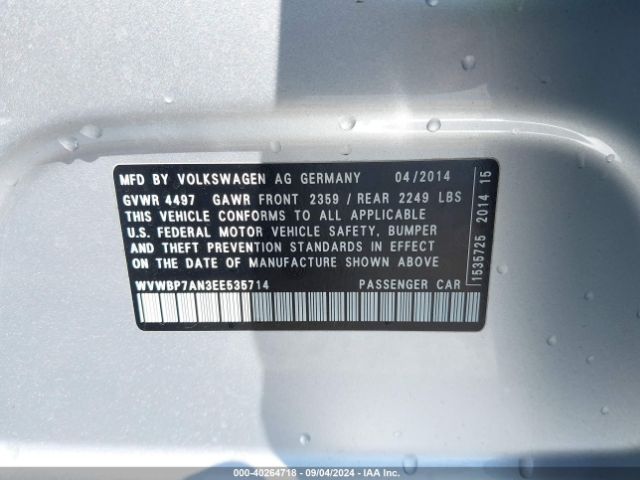 MFD BY VOLKSWAGEN AG GERMANY 04/2014
GVWR 4497 GAWR FRONT 2359 / REAR 2249 LBS
THIS VEHICLE CONFORMS TO ALL APPLICABLE
U.S. FEDERAL MOTOR VEHICLE SAFETY, BUMPER
AND THEFT PREVENTION STANDARDS IN EFFECT
ON THE DATE OF MANUFACTURE SHOWN ABOVE
WVWBP7AN3EE535714 PASSENGER CAR
1535725 2014 15
000-40264718 - 09/04/2024 - IAAI.COM